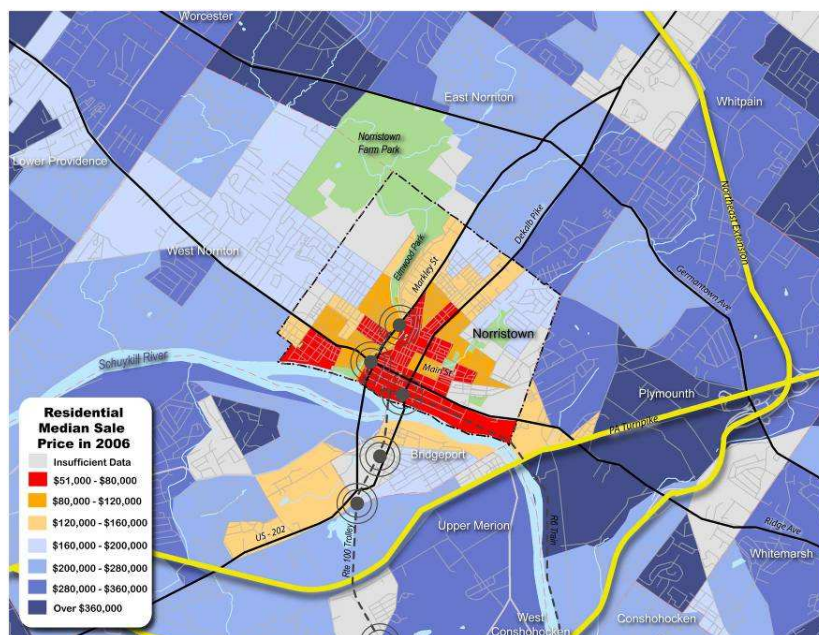 Worcester
East Norriton
Whitpain
Norristown
Farm Park
Lower Providence
Northeast Extension
Dekalb Pike
West Norriton
Elmwood Park
Markley St.
Germantown Ave
Norristown
Schuykill River
Main St.
Plymounth
PA Turnpike
Bridgeport
Residential
Median Sale
Price in 2006
Insufficient Data
$51,000 - $80,000
$80,000 - $120,000
$120,000 - $160,000
$160,000 - $200,000
$200,000 - $280,000
$280,000 - $360,000
Over $360,000
US - 202
Rte 100 Trolley
Upper Merion
R6 Train
Ridge Ave
Whitemarsh
West
Conshohocken
Conshohocken